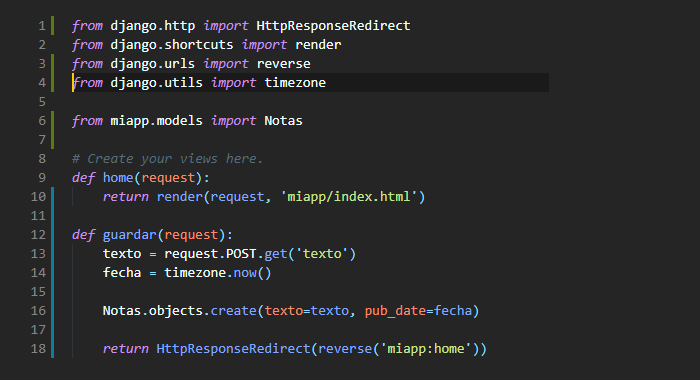 1 from django.http import HttpResponseRedirect
2 from django.shortcuts import render
3 from django.urls import reverse
4 from django.utils import timezone
5
6 from miapp.models import Notas
7
8 # Create your views here.
9 def home(request):
10     return render(request, 'miapp/index.html')
11
12 def guardar(request):
13     texto = request.POST.get('texto')
14     fecha = timezone.now()
15
16     Notas.objects.create(texto=texto, pub_date=fecha)
17
18     return HttpResponseRedirect(reverse('miapp:home'))